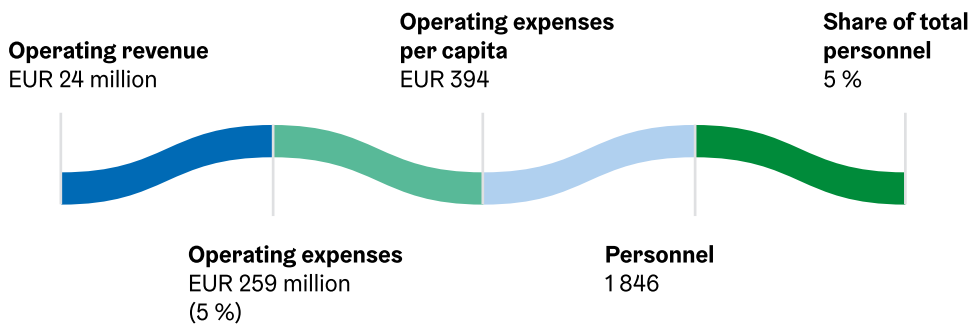 Operating revenue
EUR 24 million
Operating expenses
EUR 259 million
(5 %)
Operating expenses
per capita
EUR 394
Personnel
1 846
Share of total
personnel
5 %